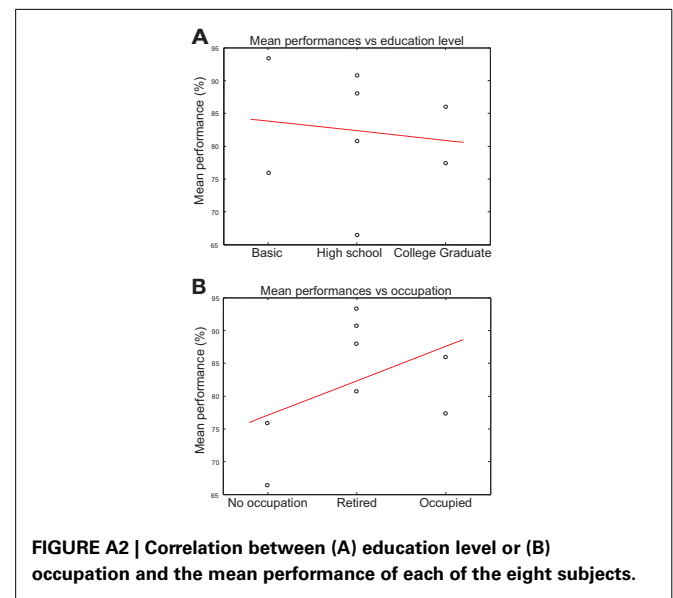 A
Mean performances vs education level
Mean performance (%)
95
90
85
80
75
70
65
Basic High school College Graduate
B
Mean performances vs occupation
Mean performance (%)
95
90
85
80
75
70
65
No occupation Retired Occupied
FIGURE A2 | Correlation between (A) education level or (B)
occupation and the mean performance of each of the eight subjects.